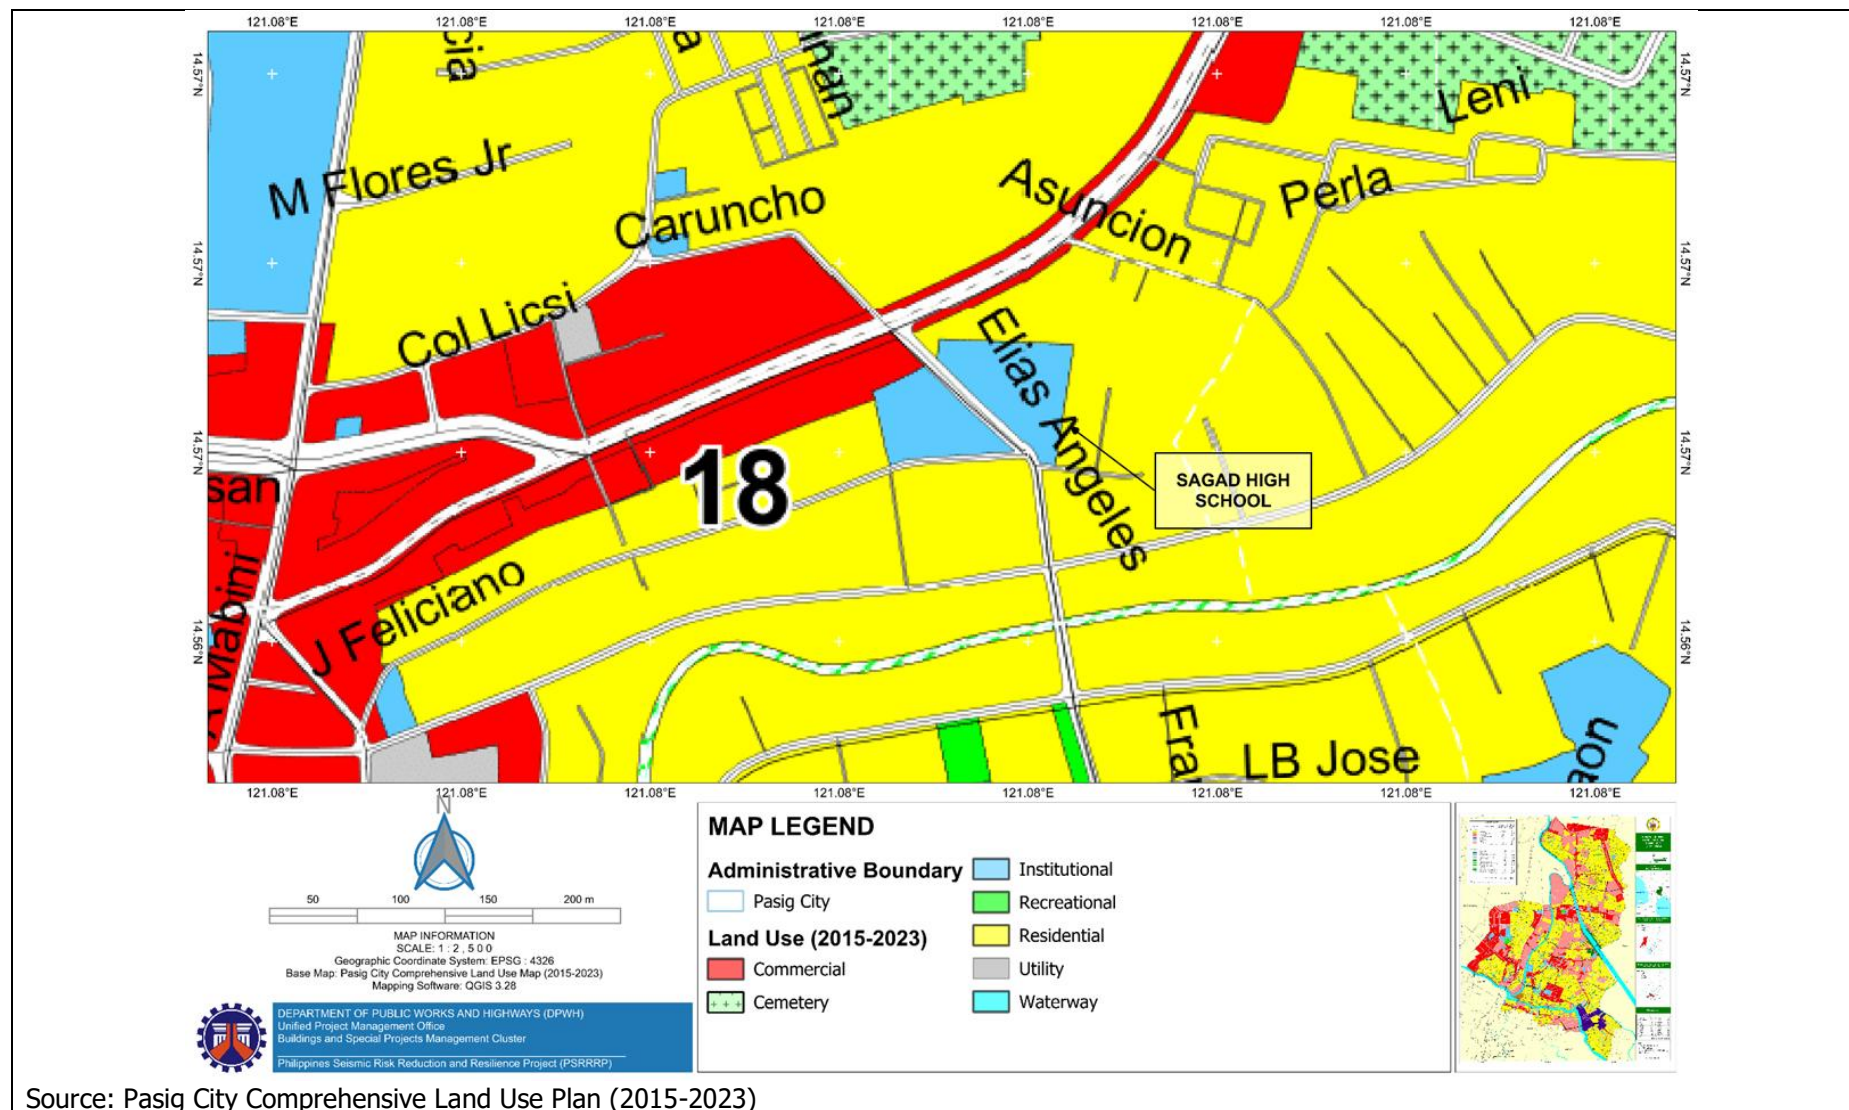 121.08°E 121.08°E 121.08°E 121.08°E 121.08°E 121.08°E 121.08°E 121.08°E
14.57°N 14.57°N
14.57°N 14.57°N
14.57°N 14.57°N
14.56°N 14.56°N
cia
a
nan
Leni
M Flores Jr
Caruncho
Asuncion
Perla
Col Licsi
Elias Angeles
18
SAGAD HIGH
SCHOOL
san
A Mabini
J Feliciano
Fra
LB Jose
aon
121.08°E 121.08°E 121.08°E 121.08°E 121.08°E 121.08°E 121.08°E 121.08°E
N
50 100 150 200 m
MAP INFORMATION
SCALE: 1 : 2 , 5 0 0
Geographic Coordinate System: EPSG : 4326
Base Map: Pasig City Comprehensive Land Use Map (2015-2023)
Mapping Software: QGIS 3.28
DEPARTMENT OF PUBLIC WORKS AND HIGHWAYS (DPWH)
Unified Project Management Office
Buildings and Special Projects Management Cluster
Philippines Seismic Risk Reduction and Resilience Project (PSRRRP)
MAP LEGEND
Administrative Boundary
Pasig City
Land Use (2015-2023)
Commercial
Cemetery
Institutional
Recreational
Residential
Utility
Waterway
Source: Pasig City Comprehensive Land Use Plan (2015-2023)